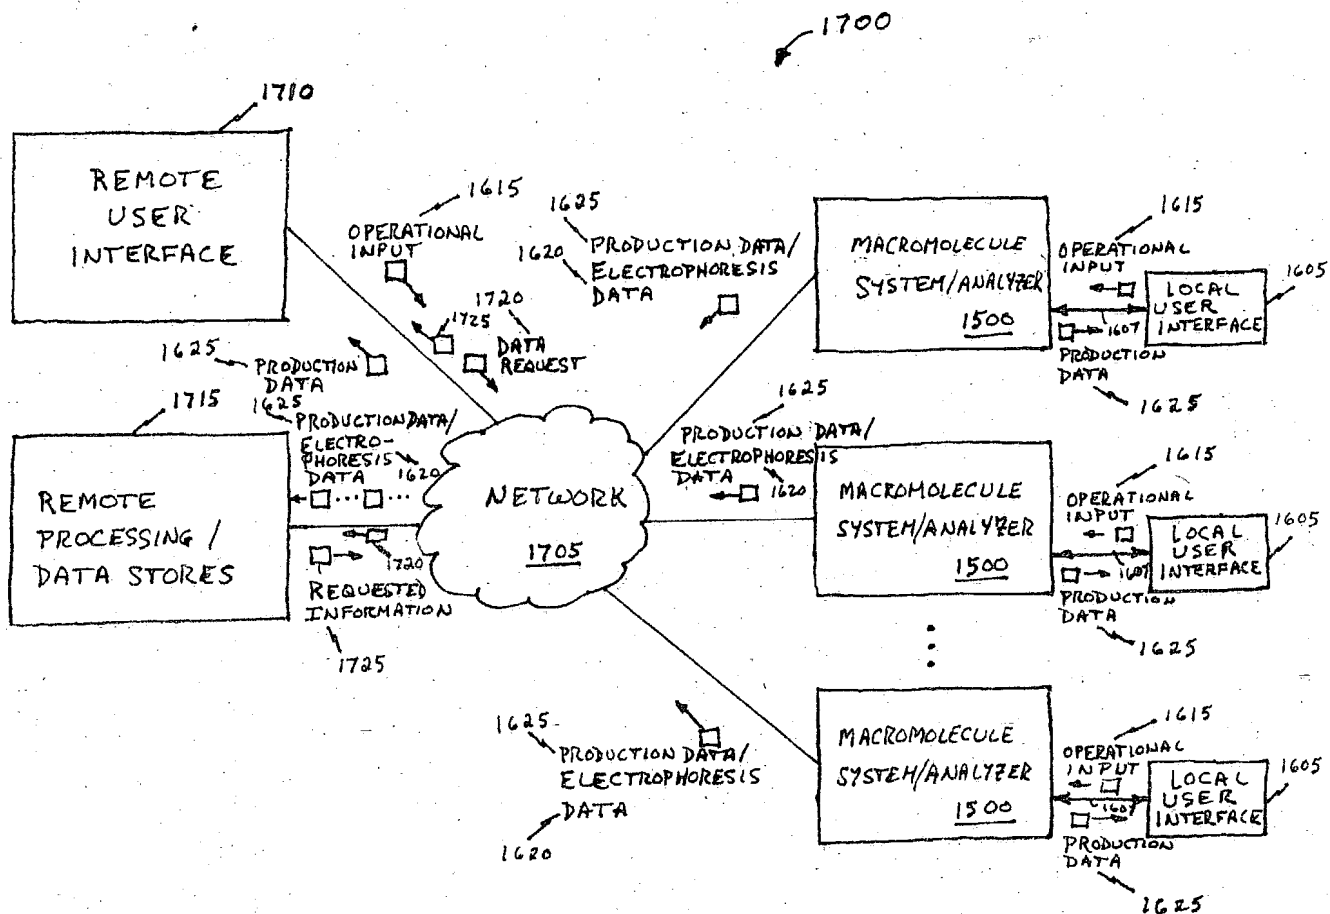 1700
1710
REMOTE
USER
INTERFACE
1615
OPERATIONAL
INPUT
1720
1725
DATA
REQUEST
1625
PRODUCTION DATA/
1620
ELECTROPHORESIS
DATA
1625
PRODUCTION
DATA
1715
REMOTE
PROCESSING /
DATA STORES
1625
PRODUCTION DATA/
ELECTRO-
PHORESIS
DATA
1620
1720
REQUESTED
INFORMATION
1725
NETWORK
1705
1625
PRODUCTION DATA/
ELECTROPHORESIS
DATA
1620
1625
PRODUCTION DATA/
ELECTROPHORESIS
DATA
1620
MACROMOLECULE
SYSTEM/ANALYZER
1500
1615
OPERATIONAL
INPUT
1607
PRODUCTION
DATA
1625
LOCAL
USER
INTERFACE
1605
MACROMOLECULE
SYSTEM/ANALYZER
1500
1615
OPERATIONAL
INPUT
1607
PRODUCTION
DATA
1625
LOCAL
USER
INTERFACE
1605
MACROMOLECULE
SYSTEM/ANALYZER
1500
1615
OPERATIONAL
INPUT
1607
PRODUCTION
DATA
1625
LOCAL
USER
INTERFACE
1605